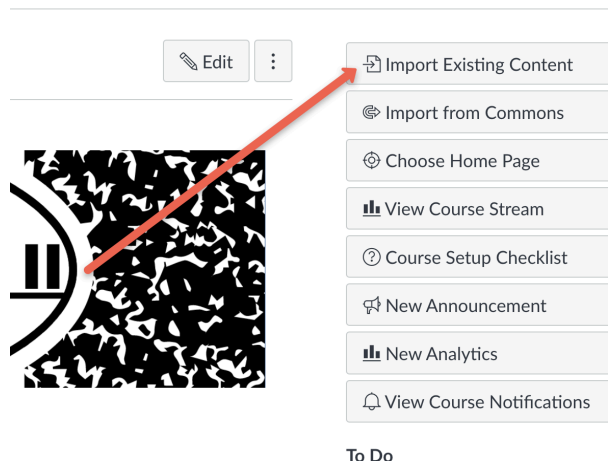 Edit
Import Existing Content
Import from Commons
Choose Home Page
View Course Stream
Course Setup Checklist
New Announcement
New Analytics
View Course Notifications
To Do